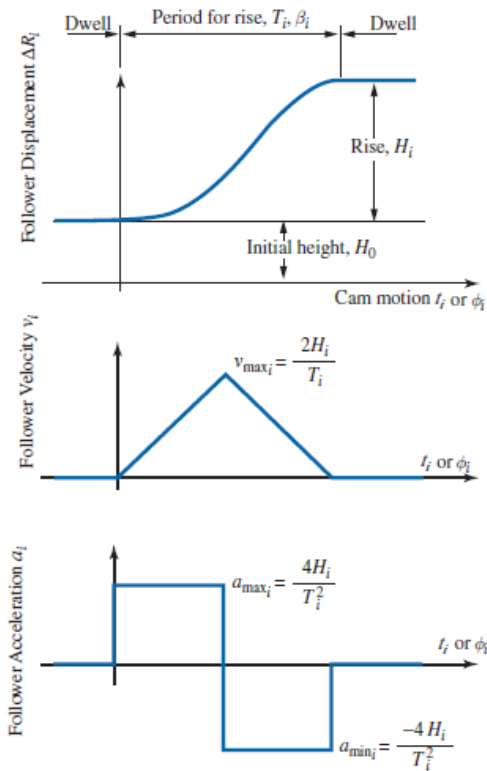 Dwell
Period for rise, Tᵢ, βᵢ
Dwell
Follower Displacement ΔRᵢ
Rise, Hᵢ
Initial height, H₀
Cam motion tᵢ or ϕᵢ
Follower Velocity vᵢ
v_maxᵢ = 2Hᵢ / Tᵢ
tᵢ or ϕᵢ
Follower Acceleration aᵢ
a_maxᵢ = 4Hᵢ / Tᵢ²
tᵢ or ϕᵢ
a_minᵢ = −4Hᵢ / Tᵢ²